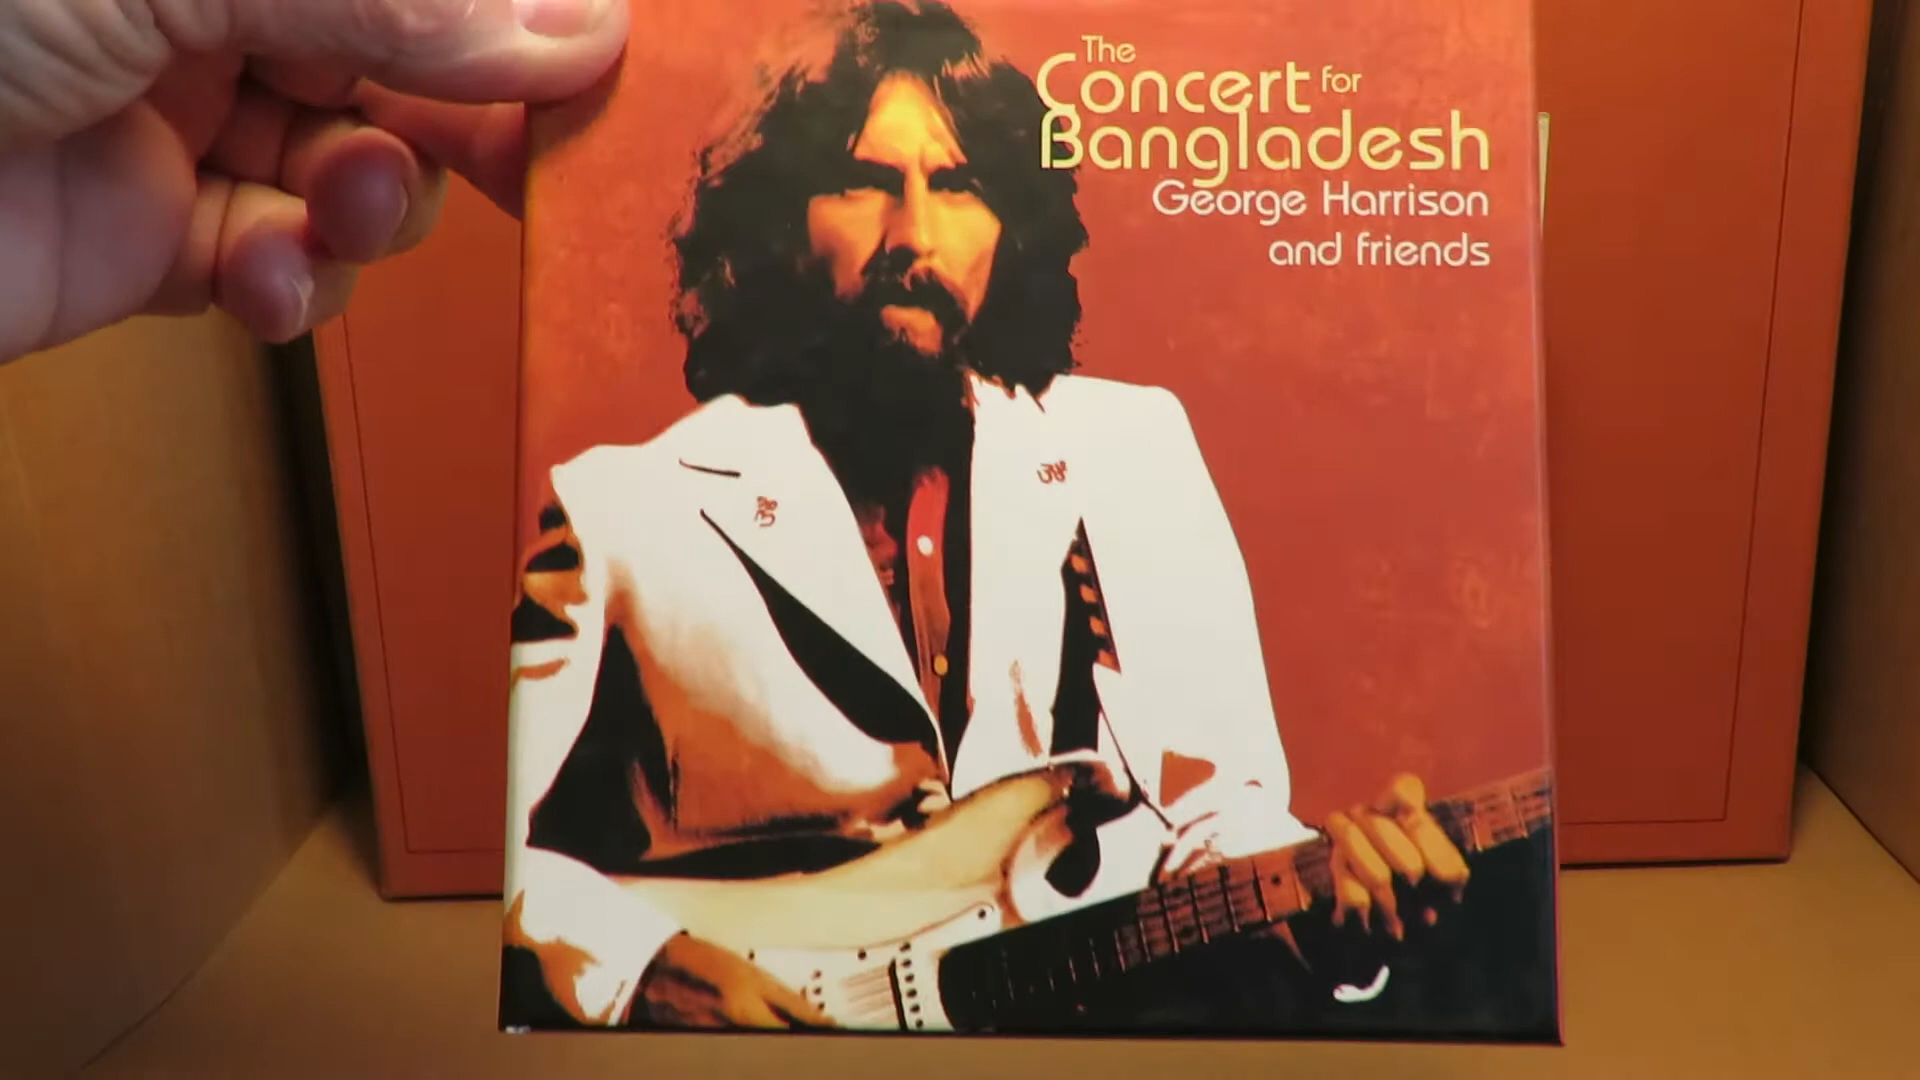 The
Concert for
Bangladesh
George Harrison
and friends